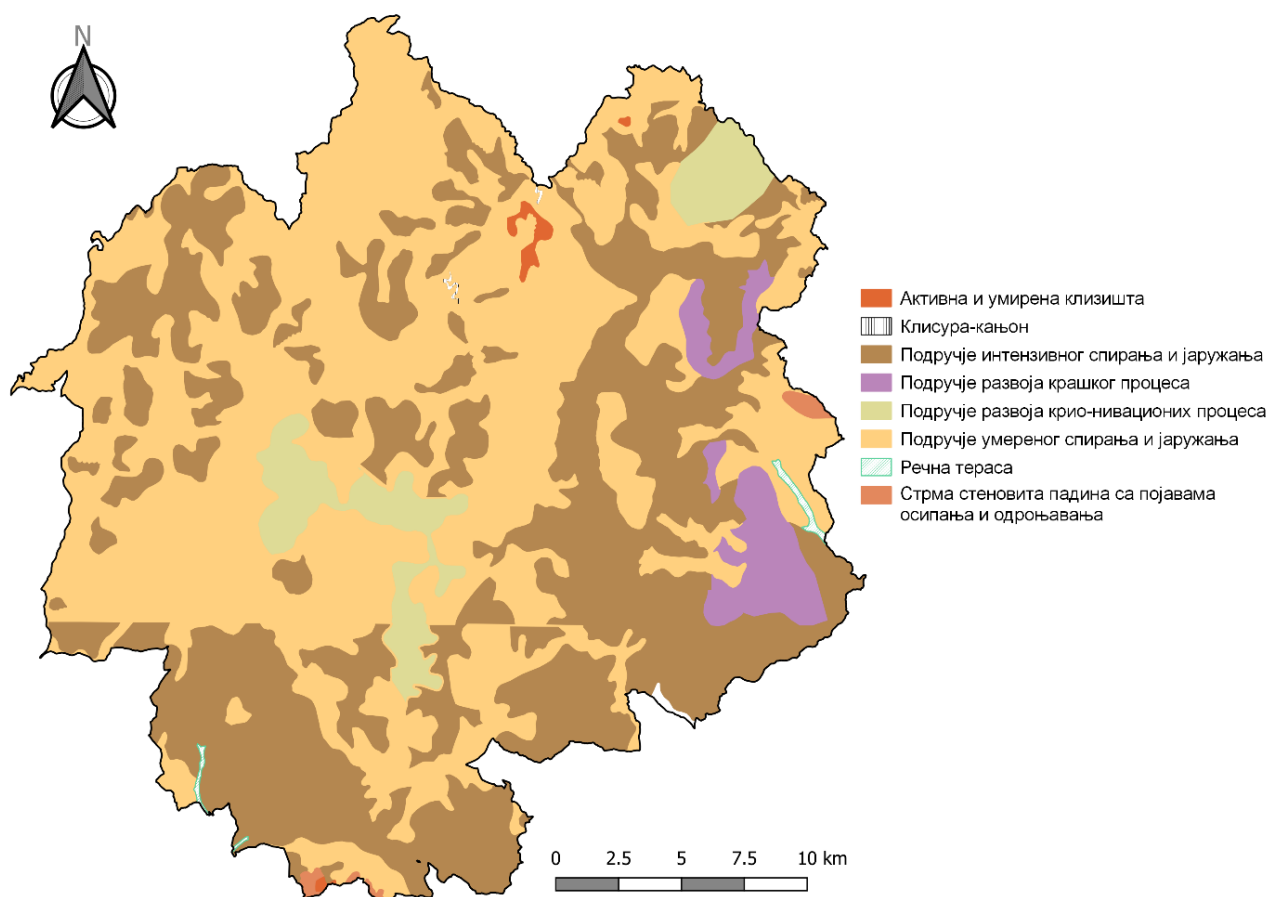 N
Активна и умирена клизишта
Клисура-кањон
Подручје интензивног спирања и јаружања
Подручје развоја крашког процеса
Подручје развоја крио-нивационих процеса
Подручје умереног спирања и јаружања
Речна тераса
Стрма стеновита падина са појавама
осипања и одроњавања
0 2.5 5 7.5 10 km